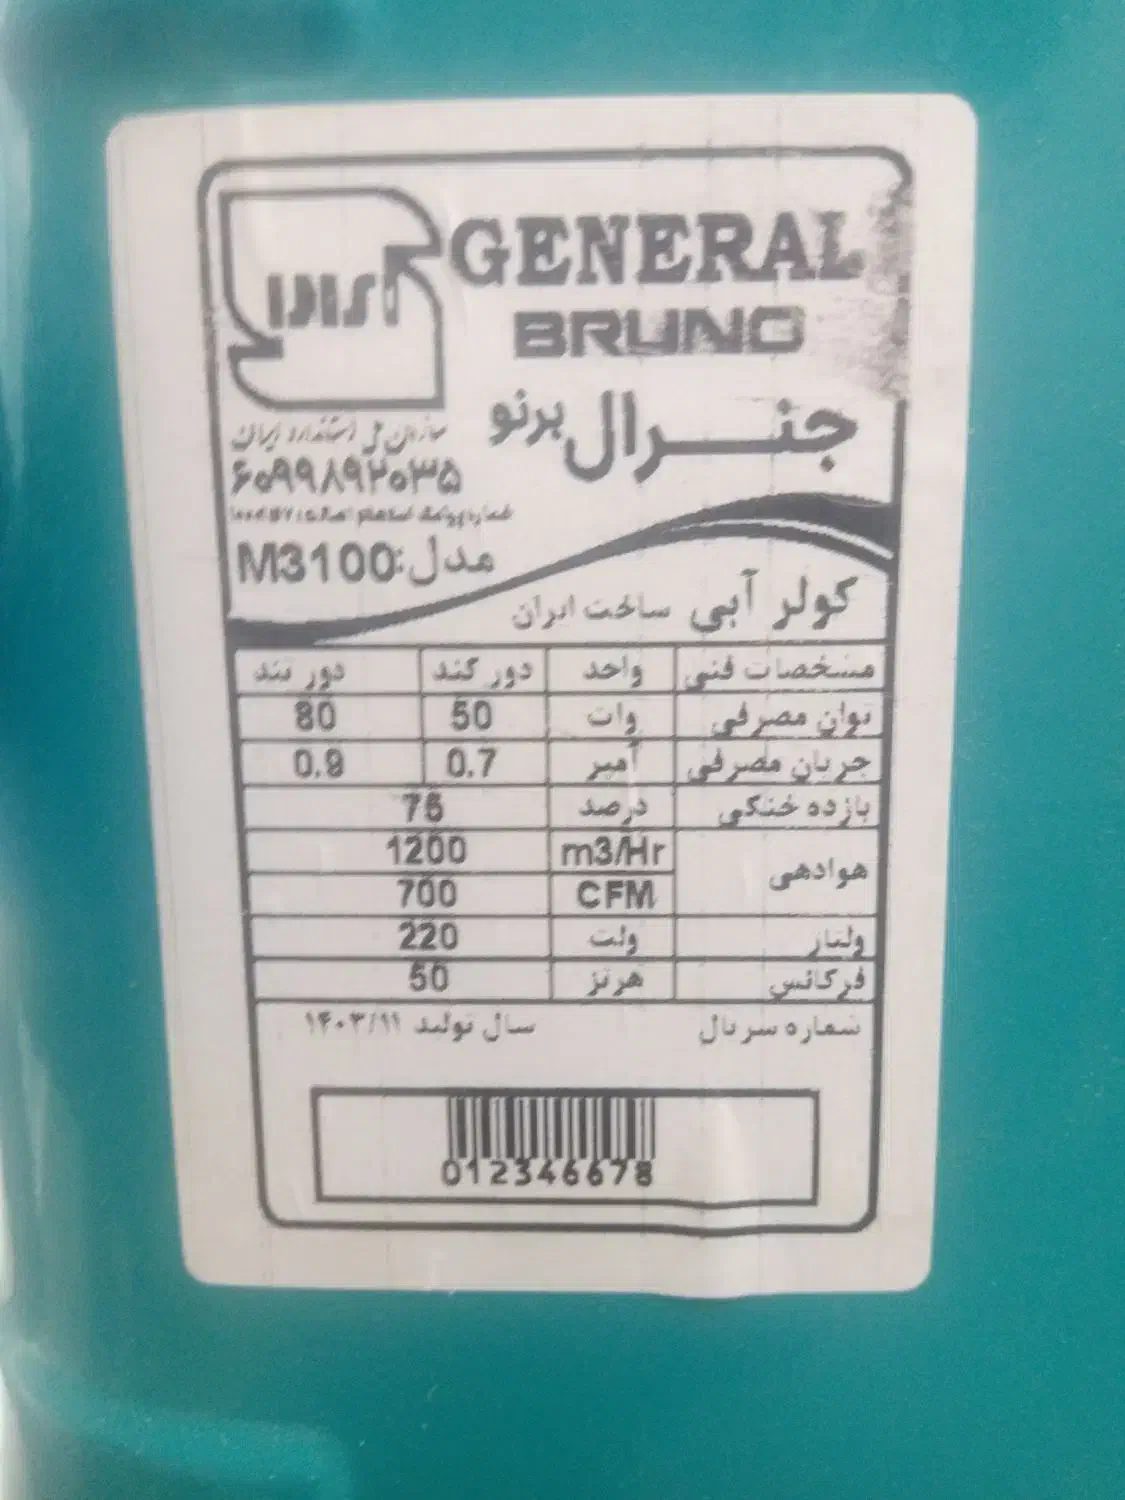 GENERAL
BRUNO
جنرال برنو
سازمان ملی استاندارد ایران
۶۰۹۹۸۹۲۰۳۵
مدل: M3100
کولر آبی ساخت ایران
مشخصات فنی واحد دور کند دور تند
توان مصرفی وات 50 80
جریان مصرفی آمپر 0.7 0.9
بازده خنکی درصد 75
هوادهی m3/Hr 1200
CFM 700
ولتاژ ولت 220
فرکانس هرتز 50
شماره سریال سال تولید ۱۴۰۳/۱۱
012346678